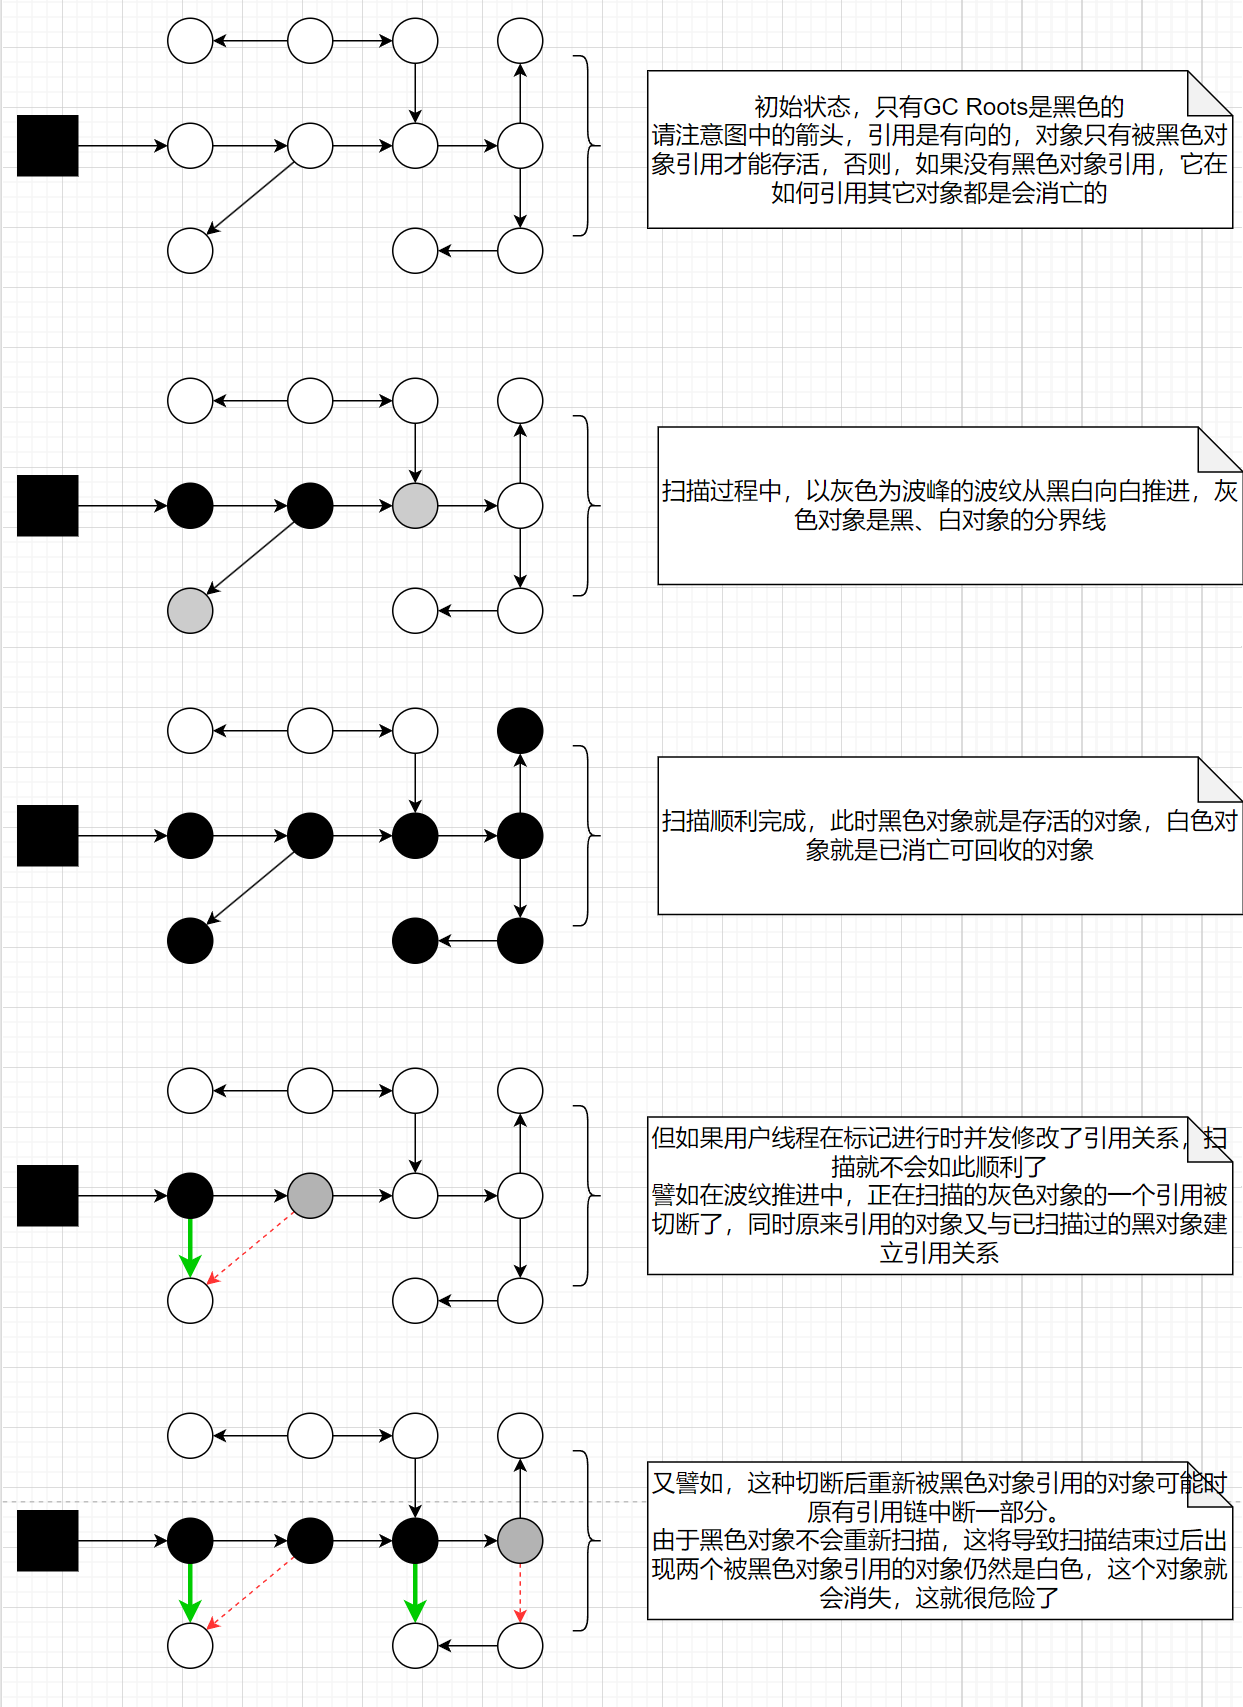 初始状态，只有GC Roots是黑色的
请注意图中的箭头，引用是有向的，对象只有被黑色对
象引用才能存活，否则，如果没有黑色对象引用，它在
如何引用其它对象都是会消亡的
扫描过程中，以灰色为波峰的波纹从黑白向白推进，灰
色对象是黑、白对象的分界线
扫描顺利完成，此时黑色对象就是存活的对象，白色对
象就是已消亡可回收的对象
但如果用户线程在标记进行时并发修改了引用关系，扫
描就不会如此顺利了
譬如在波纹推进中，正在扫描的灰色对象的一个引用被
切断了，同时原来引用的对象又与已扫描过的黑对象建
立引用关系
又譬如，这种切断后重新被黑色对象引用的对象可能时
原有引用链中断一部分。
由于黑色对象不会重新扫描，这将导致扫描结束过后出
现两个被黑色对象引用的对象仍然是白色，这个对象就
会消失，这就很危险了